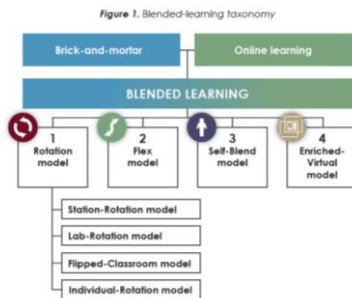 Figure 1. Blended-learning taxonomy
Brick-and-mortar
Online learning
BLENDED LEARNING
1
Rotation
model
2
Flex
model
3
Self-Blend
model
4
Enriched-
Virtual
model
Station-Rotation model
Lab-Rotation model
Flipped-Classroom model
Individual-Rotation model